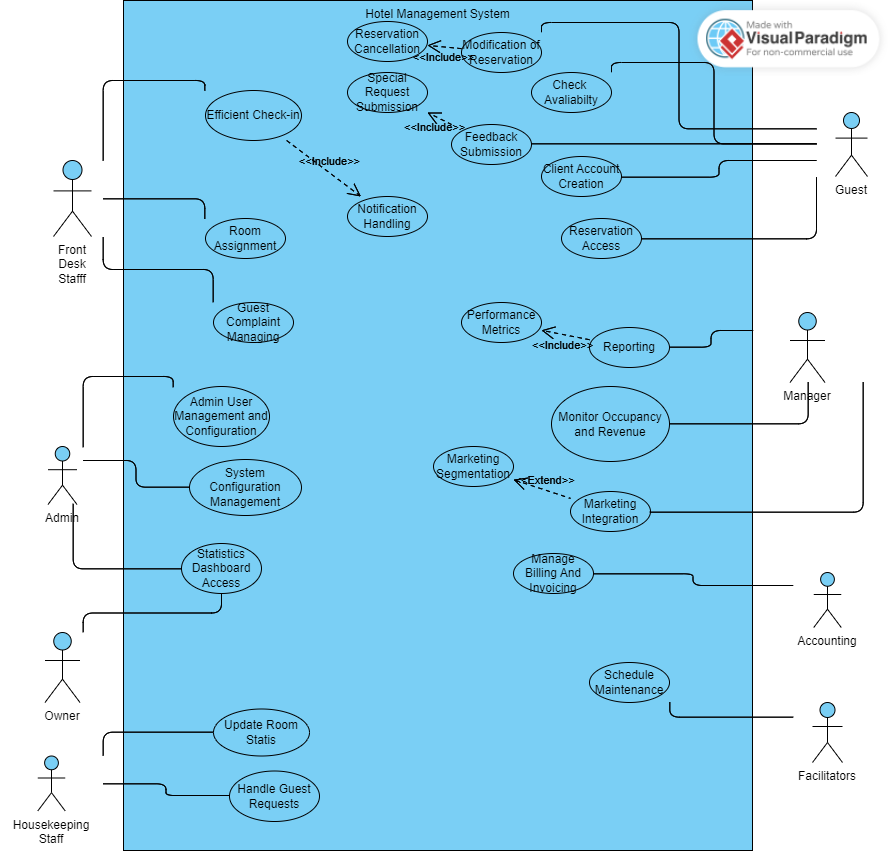 Hotel Management System
Made with
VisualParadigm
For non-commercial use
Reservation
Cancellation
<<Include>>
Modification of
Reservation
Special
Request
Submission
Check
Avaliabilty
Efficient Check-in
<<Include>>
Feedback
Submission
<<Include>>
Client Account
Creation
Guest
Notification
Handling
Front
Desk
Stafff
Room
Assignment
Reservation
Access
Guest
Complaint
Managing
Performance
Metrics
<<Include>>
Reporting
Manager
Admin User
Management and
Configuration
Monitor Occupancy
and Revenue
Marketing
Segmentation
<<Extend>>
System
Configuration
Management
Admin
Marketing
Integration
Statistics
Dashboard
Access
Manage
Billing And
Invoicing
Accounting
Owner
Schedule
Maintenance
Update Room
Statis
Facilitators
Handle Guest
Requests
Housekeeping
Staff